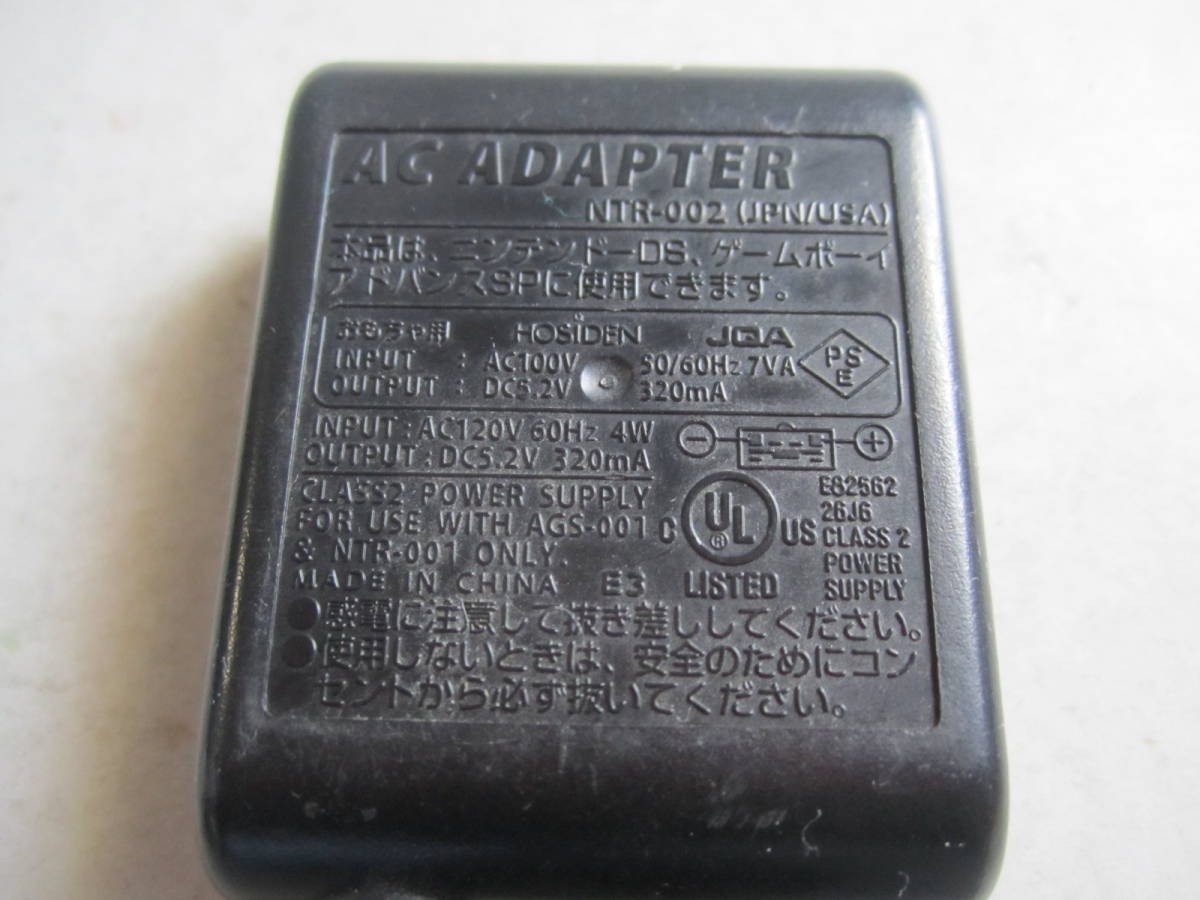 AC ADAPTER
NTR-002 (JPN/USA)
本品は、ニンテンドーDS、ゲームボーイ
アドバンスSPに使用できます。
おもちゃ用 HOSiDEN JQA
INPUT : AC100V 50/60Hz 7VA
OUTPUT : DC5.2V 320mA
PS
E
INPUT : AC120V 60Hz 4W
OUTPUT : DC5.2V 320mA
CLASS2 POWER SUPPLY
FOR USE WITH AGS-001
& NTR-001 ONLY.
MADE IN CHINA E3
C UL ® US
LISTED
E82562
26J6
CLASS 2
POWER
SUPPLY
●感電に注意して抜き差ししてください。
●使用しないときは、安全のためにコン
セントから必ず抜いてください。